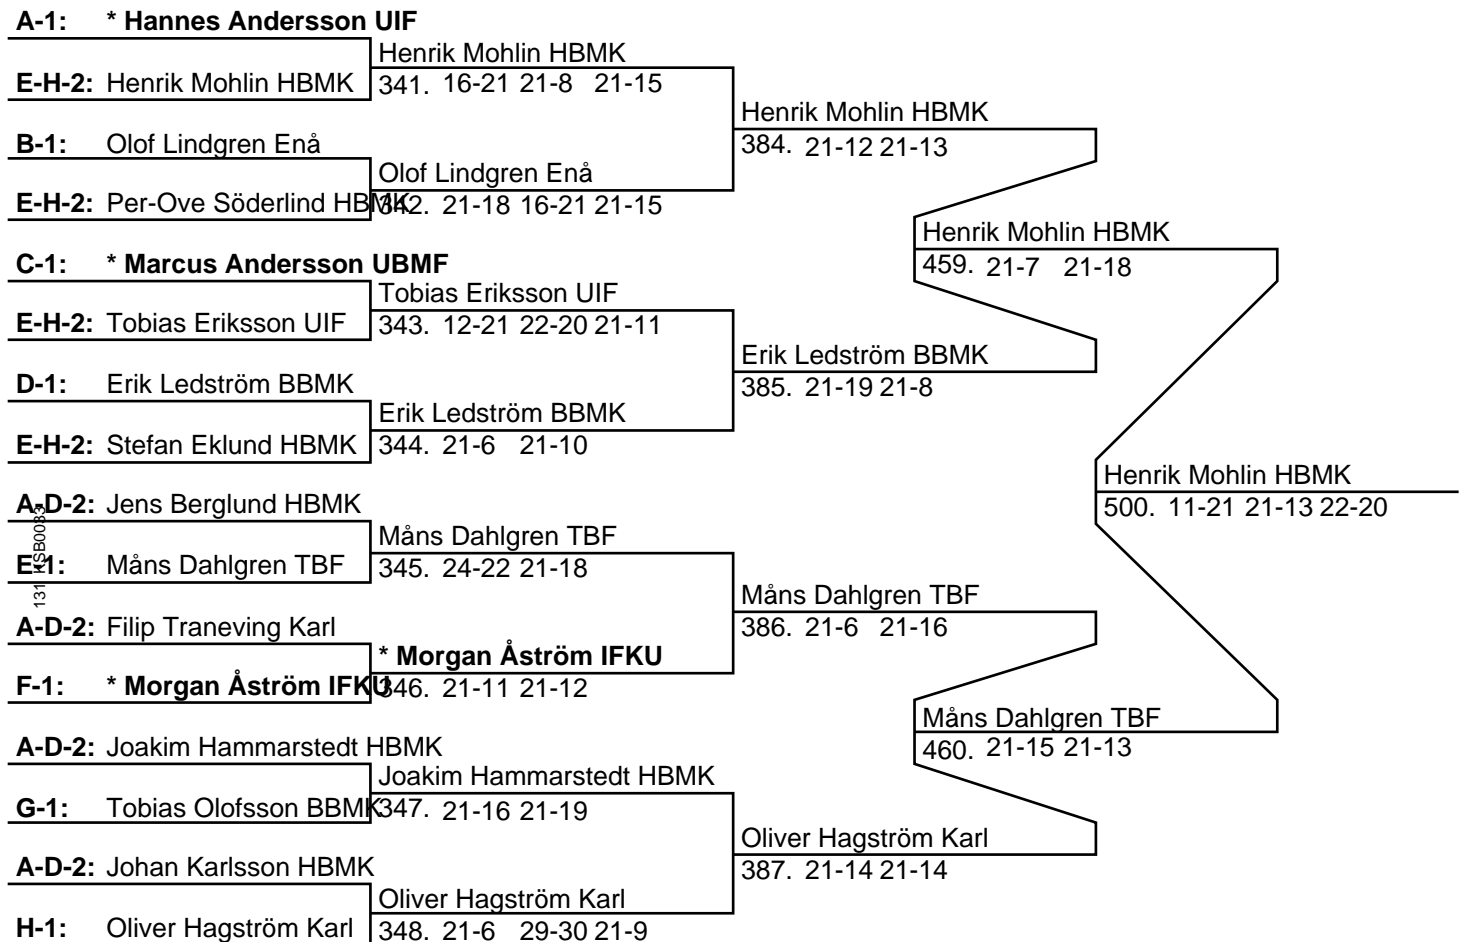 A-1: * Hannes Andersson UIF
Henrik Mohlin HBMK
E-H-2: Henrik Mohlin HBMK 341. 16-21 21-8 21-15
Henrik Mohlin HBMK
B-1: Olof Lindgren Enå 384. 21-12 21-13
Olof Lindgren Enå
E-H-2: Per-Ove Söderlind HBMK 342. 21-18 16-21 21-15
Henrik Mohlin HBMK
C-1: * Marcus Andersson UBMF 459. 21-7 21-18
Tobias Eriksson UIF
E-H-2: Tobias Eriksson UIF 343. 12-21 22-20 21-11
Erik Ledström BBMK
D-1: Erik Ledström BBMK 385. 21-19 21-8
Erik Ledström BBMK
E-H-2: Stefan Eklund HBMK 344. 21-6 21-10
Henrik Mohlin HBMK
A-D-2: Jens Berglund HBMK 500. 11-21 21-13 22-20
Måns Dahlgren TBF
E-1: Måns Dahlgren TBF 345. 24-22 21-18
Måns Dahlgren TBF
A-D-2: Filip Traneving Karl 386. 21-6 21-16
* Morgan Åström IFKU
F-1: * Morgan Åström IFKU 346. 21-11 21-12
Måns Dahlgren TBF
A-D-2: Joakim Hammarstedt HBMK 460. 21-15 21-13
Joakim Hammarstedt HBMK
G-1: Tobias Olofsson BBMK 347. 21-16 21-19
Oliver Hagström Karl
A-D-2: Johan Karlsson HBMK 387. 21-14 21-14
Oliver Hagström Karl
H-1: Oliver Hagström Karl 348. 21-6 29-30 21-9